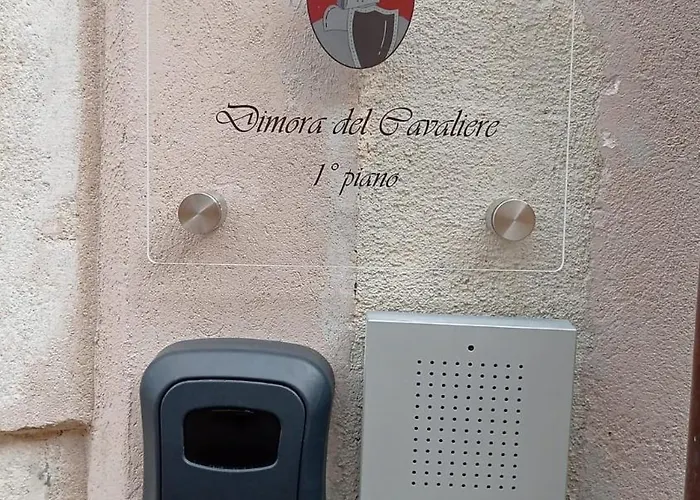 Dimora del Cavaliere
1° piano